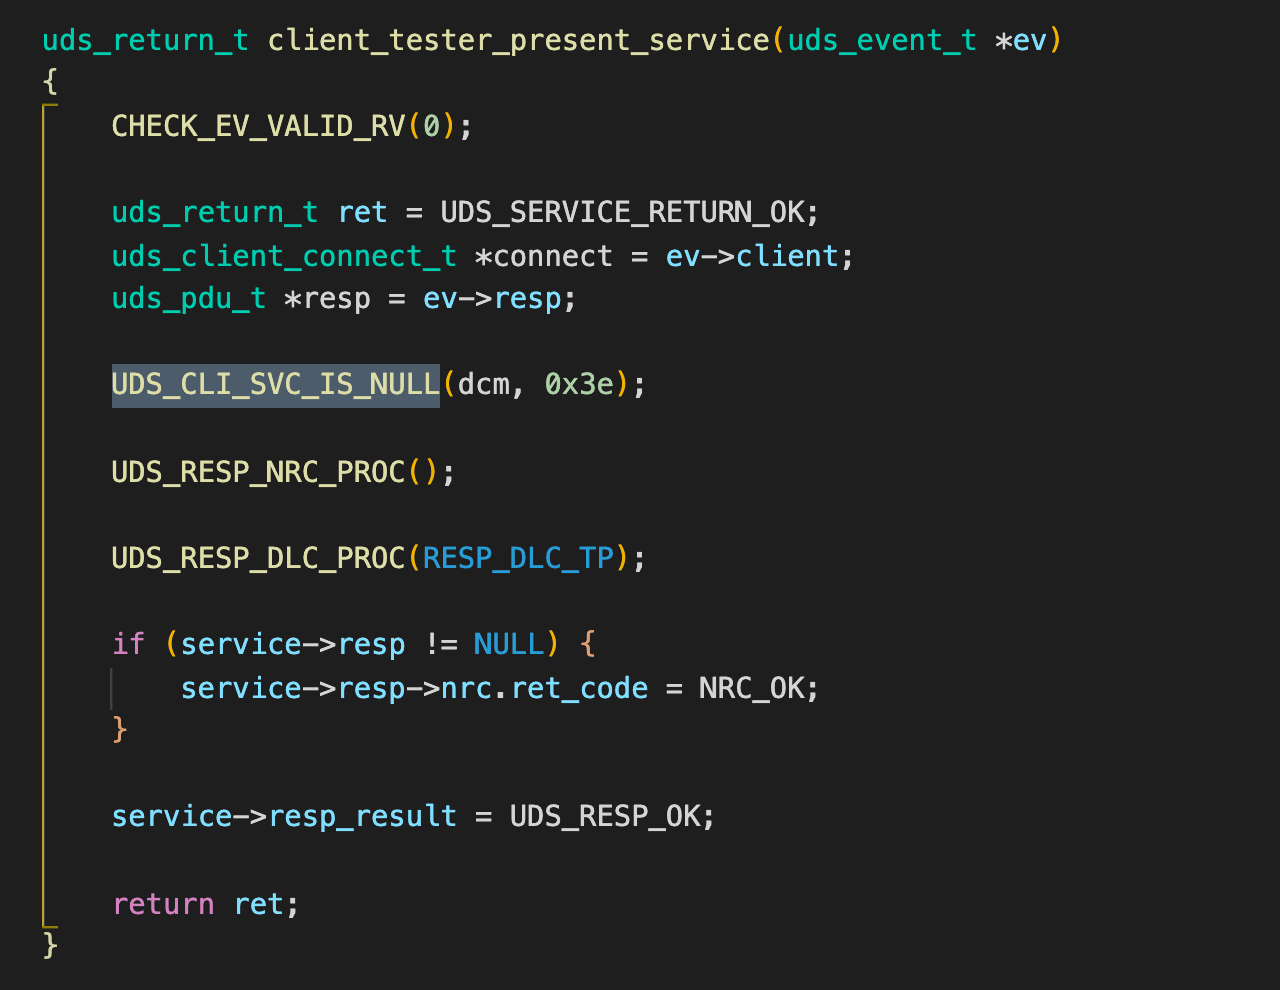 uds_return_t client_tester_present_service(uds_event_t *ev)
{
    CHECK_EV_VALID_RV(0);
    uds_return_t ret = UDS_SERVICE_RETURN_OK;
    uds_client_connect_t *connect = ev->client;
    uds_pdu_t *resp = ev->resp;
    UDS_CLI_SVC_IS_NULL(dcm, 0x3e);
    UDS_RESP_NRC_PROC();
    UDS_RESP_DLC_PROC(RESP_DLC_TP);
    if (service->resp != NULL) {
        service->resp->nrc.ret_code = NRC_OK;
    }
    service->resp_result = UDS_RESP_OK;
    return ret;
}